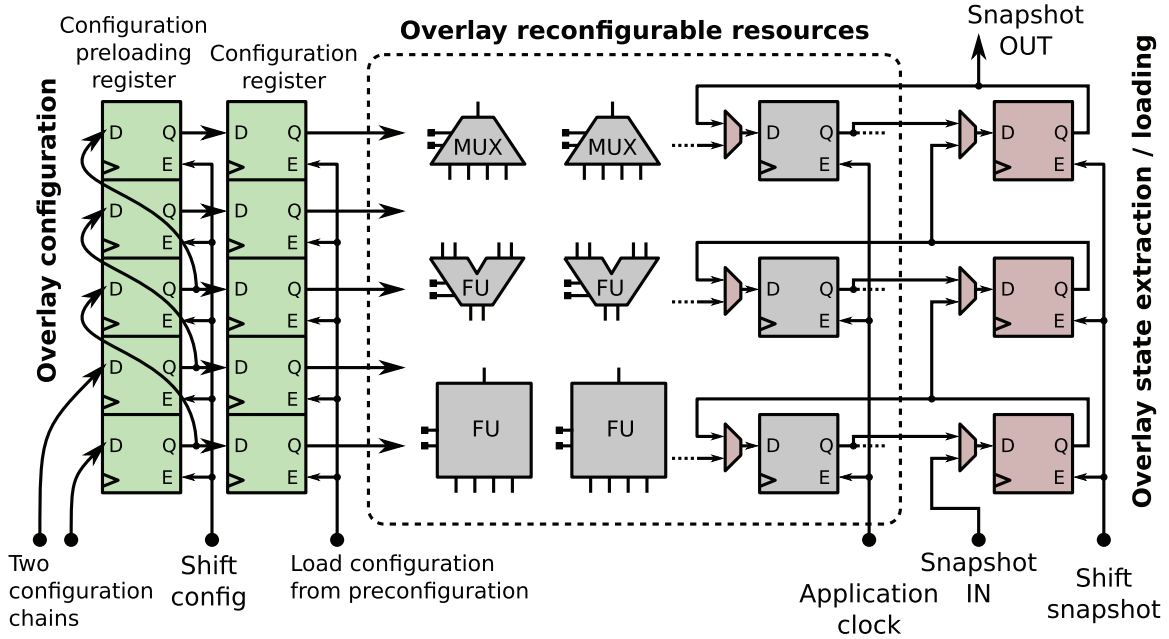 Configuration
preloading
register
Configuration
register
Overlay reconfigurable resources
Snapshot
OUT
Overlay configuration
Overlay state extraction / loading
D Q D Q
E E
D Q D Q
E E
D Q D Q
E E
D Q D Q
E E
D Q D Q
E E
MUX MUX
FU FU
FU FU
D Q D Q
E E
D Q D Q
E E
D Q D Q
E E
Two
configuration
chains
Shift
config
Load configuration
from preconfiguration
Application
clock
Snapshot
IN
Shift
snapshot